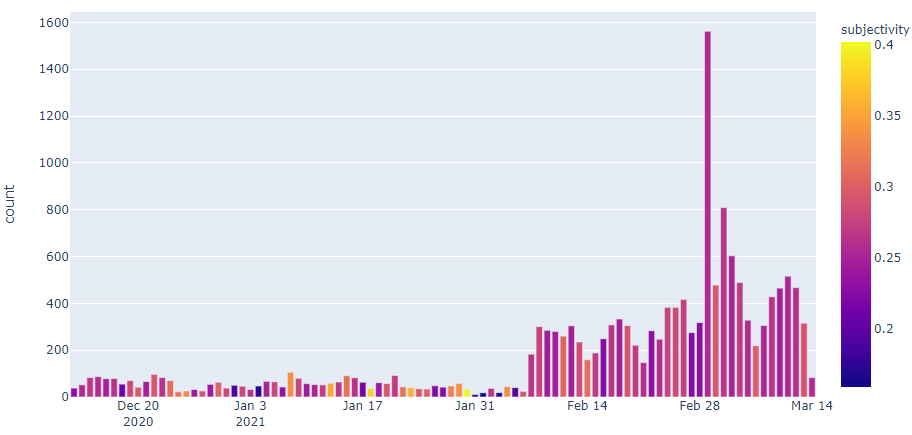 1600
1400
1200
1000
800
600
400
200
0
count
Dec 20
2020
Jan 3
2021
Jan 17
Jan 31
Feb 14
Feb 28
Mar 14
subjectivity
0.4
0.35
0.3
0.25
0.2